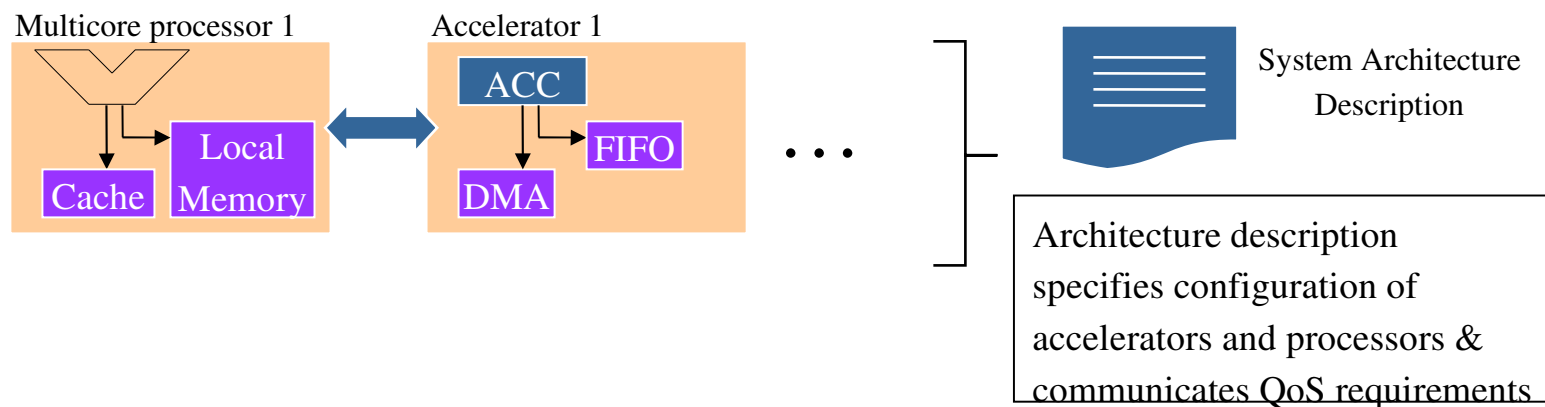 Multicore processor 1
Cache
Local
Memory
Accelerator 1
ACC
FIFO
DMA
• • •
System Architecture
Description
Architecture description
specifies configuration of
accelerators and processors &
communicates QoS requirements